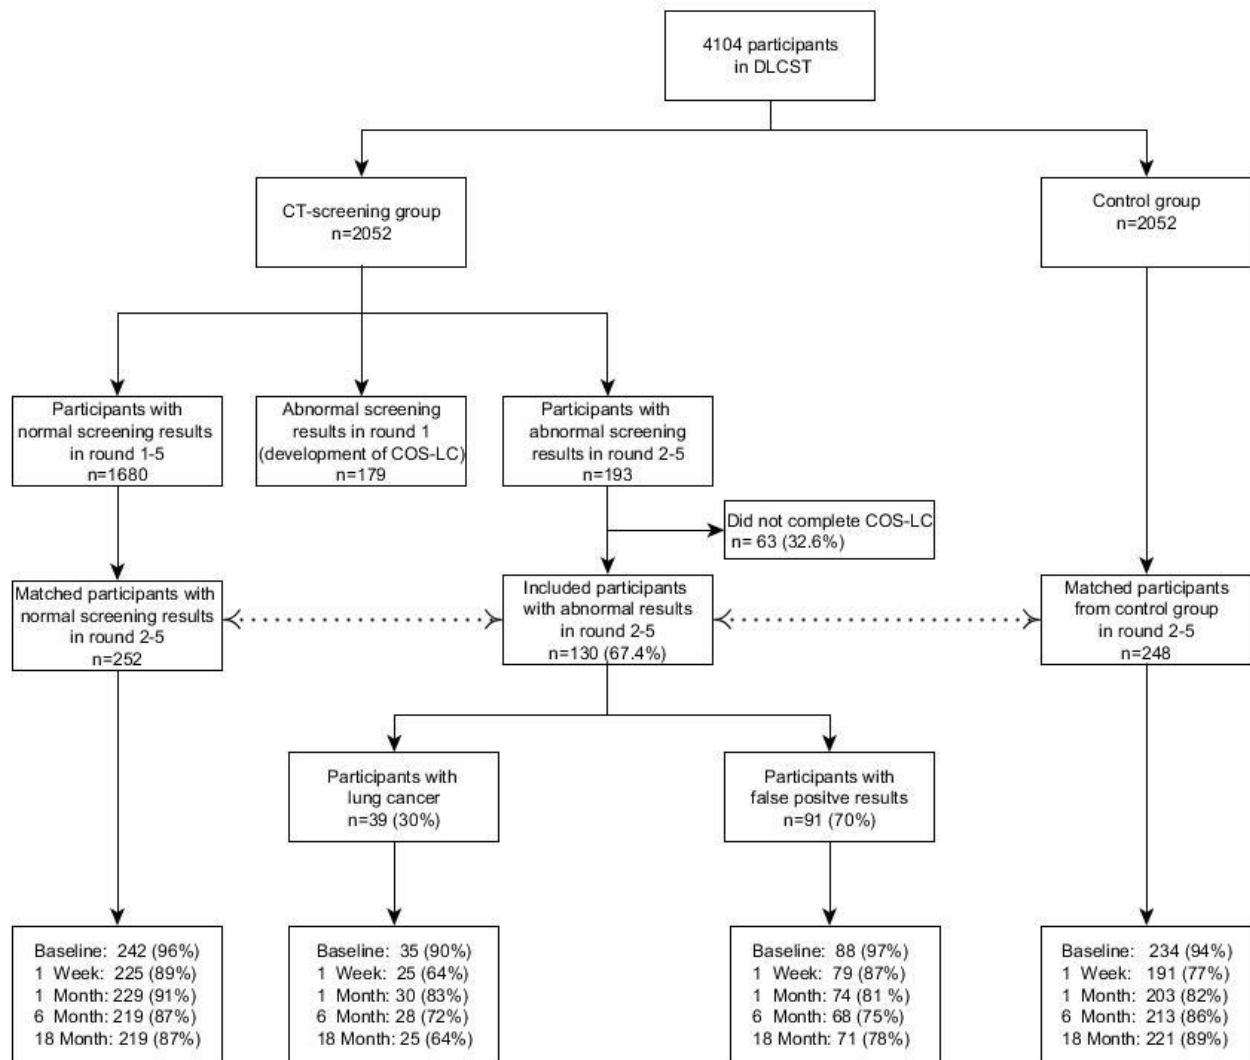 4104 participants
in DLCST
CT-screening group
n=2052
Control group
n=2052
Participants with
normal screening results
in round 1-5
n=1680
Abnormal screening
results in round 1
(development of COS-LC)
n=179
Participants with
abnormal screening
results in round 2-5
n=193
Did not complete COS-LC
n= 63 (32.6%)
Matched participants with
normal screening results
in round 2-5
n=252
Included participants
with abnormal results
in round 2-5
n=130 (67.4%)
Matched participants
from control group
in round 2-5
n=248
Participants with
lung cancer
n=39 (30%)
Participants with
false positve results
n=91 (70%)
Baseline: 242 (96%)
1 Week: 225 (89%)
1 Month: 229 (91%)
6 Month: 219 (87%)
18 Month: 219 (87%)
Baseline: 35 (90%)
1 Week: 25 (64%)
1 Month: 30 (83%)
6 Month: 28 (72%)
18 Month: 25 (64%)
Baseline: 88 (97%)
1 Week: 79 (87%)
1 Month: 74 (81 %)
6 Month: 68 (75%)
18 Month: 71 (78%)
Baseline: 234 (94%)
1 Week: 191 (77%)
1 Month: 203 (82%)
6 Month: 213 (86%)
18 Month: 221 (89%)